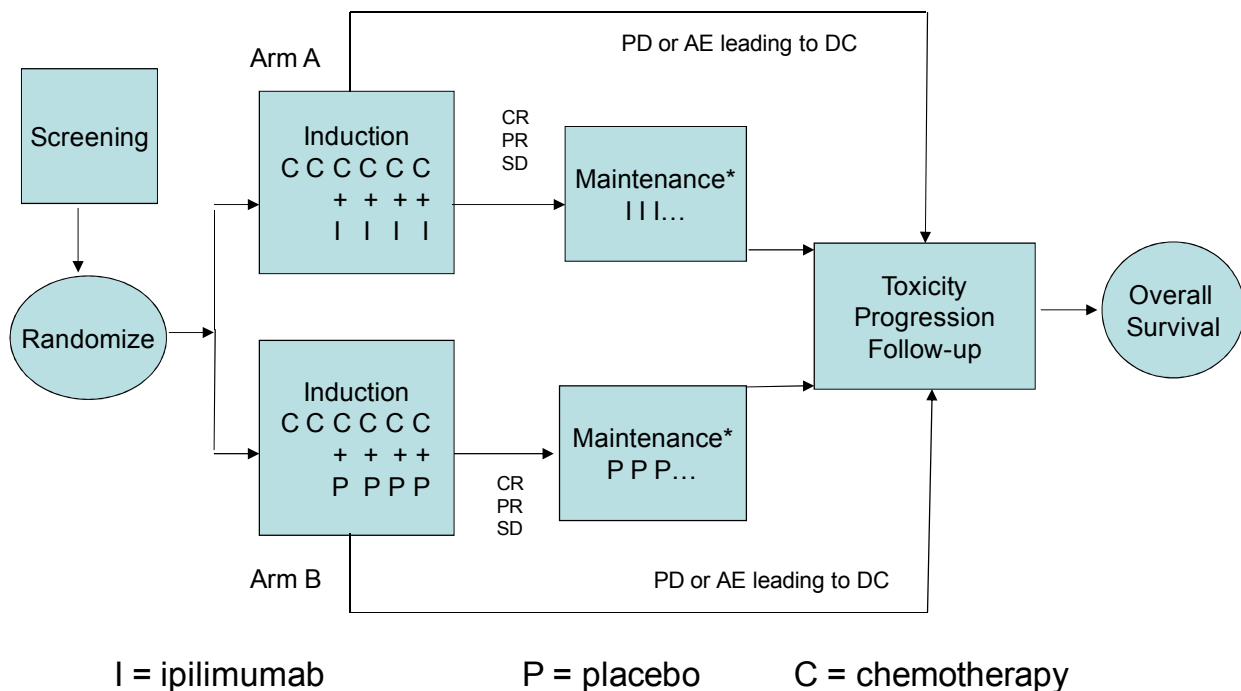 PD or AE leading to DC
Arm A
Screening
Induction
C C C C C C
+ + + +
I I I I
CR
PR
SD
Maintenance*
I I I…
Randomize
Toxicity
Progression
Follow-up
Overall
Survival
Induction
C C C C C C
+ + + +
P P P P
CR
PR
SD
Maintenance*
P P P…
Arm B
PD or AE leading to DC
I = ipilimumab
P = placebo
C = chemotherapy